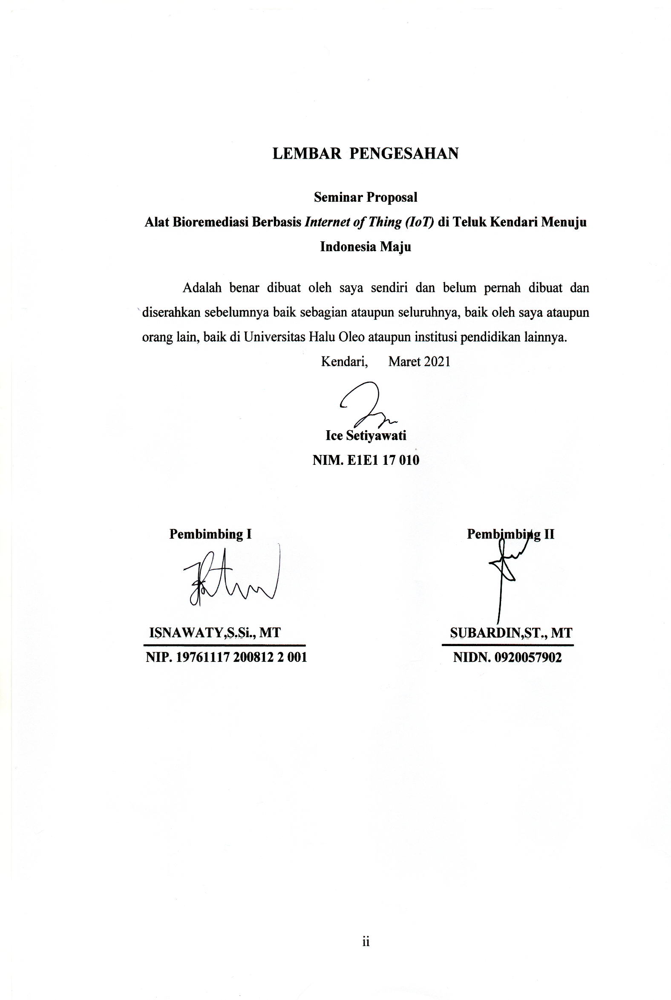 LEMBAR PENGESAHAN
Seminar Proposal
Alat Bioremediasi Berbasis Internet of Thing (IoT) di Teluk Kendari Menuju
Indonesia Maju
Adalah benar dibuat oleh saya sendiri dan belum pernah dibuat dan
diserahkan sebelumnya baik sebagian ataupun seluruhnya, baik oleh saya ataupun
orang lain, baik di Universitas Halu Oleo ataupun institusi pendidikan lainnya.
Kendari, Maret 2021
Ice Setiyawati
NIM. E1E1 17 010
Pembimbing I
Pembimbing II
ISNAWATY,S.Si., MT
SUBARDIN,ST., MT
NIP. 19761117 200812 2 001
NIDN. 0920057902
ii